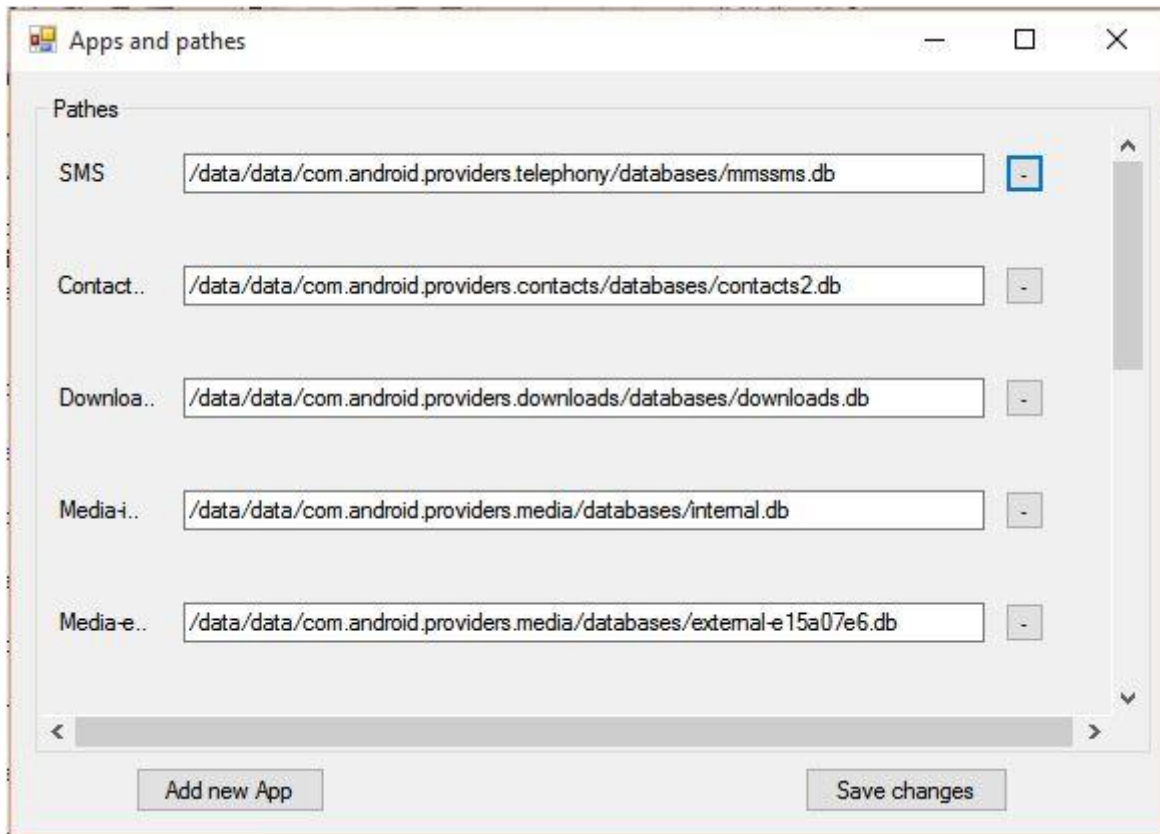 Apps and pathes
Pathes
SMS /data/data/com.android.providers.telephony/databases/mmssms.db -
Contact.. /data/data/com.android.providers.contacts/databases/contacts2.db -
Downloa.. /data/data/com.android.providers.downloads/databases/downloads.db -
Media-i.. /data/data/com.android.providers.media/databases/internal.db -
Media-e.. /data/data/com.android.providers.media/databases/external-e15a07e6.db -
Add new App Save changes